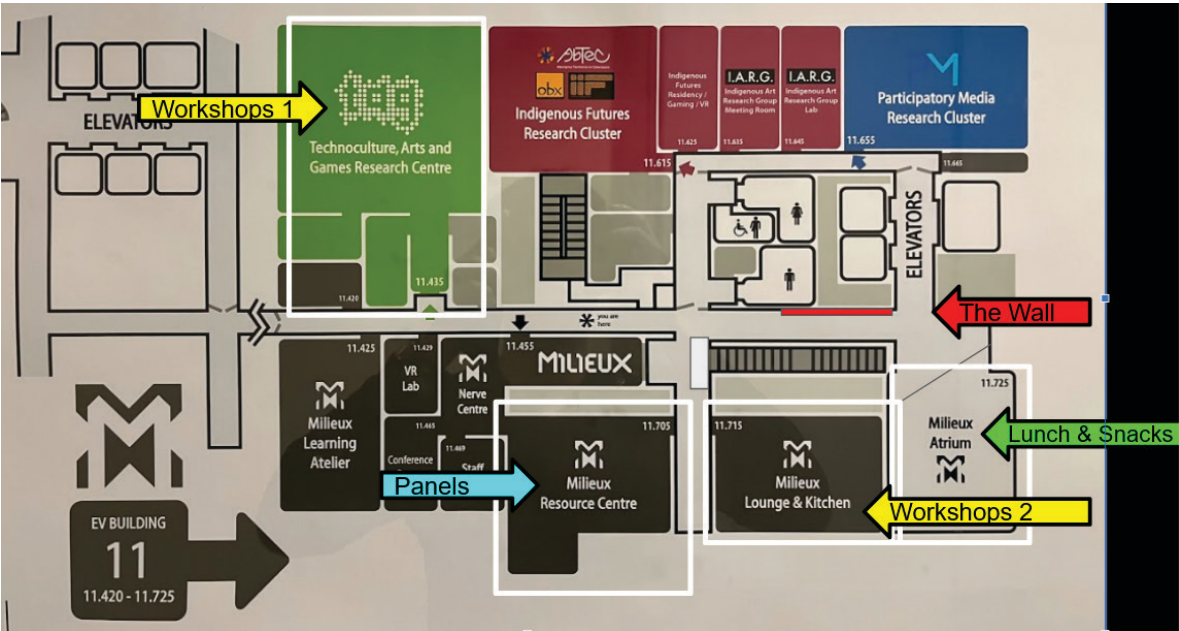 Workshops 1
ELEVATORS
Technoculture, Arts and
Games Research Centre
11.435
11.420
AbTeC
obx
IIF
Indigenous Futures
Research Cluster
11.615
Indigenous
Futures
Residency /
Gaming / VR
11.625
I.A.R.G.
Indigenous Art
Research Group
Meeting Room
11.635
I.A.R.G.
Indigenous Art
Research Group
Lab
11.645
Participatory Media
Research Cluster
11.655
11.665
ELEVATORS
The Wall
you are
here
11.425
Milieux
Learning
Atelier
11.429
VR
Lab
11.455
Nerve
Centre
MILIEUX
11.465
Conference
11.469
Staff
Panels
11.705
Milieux
Resource Centre
11.715
Milieux
Lounge & Kitchen
Workshops 2
11.725
Milieux
Atrium
Lunch & Snacks
EV BUILDING
11
11.420 - 11.725